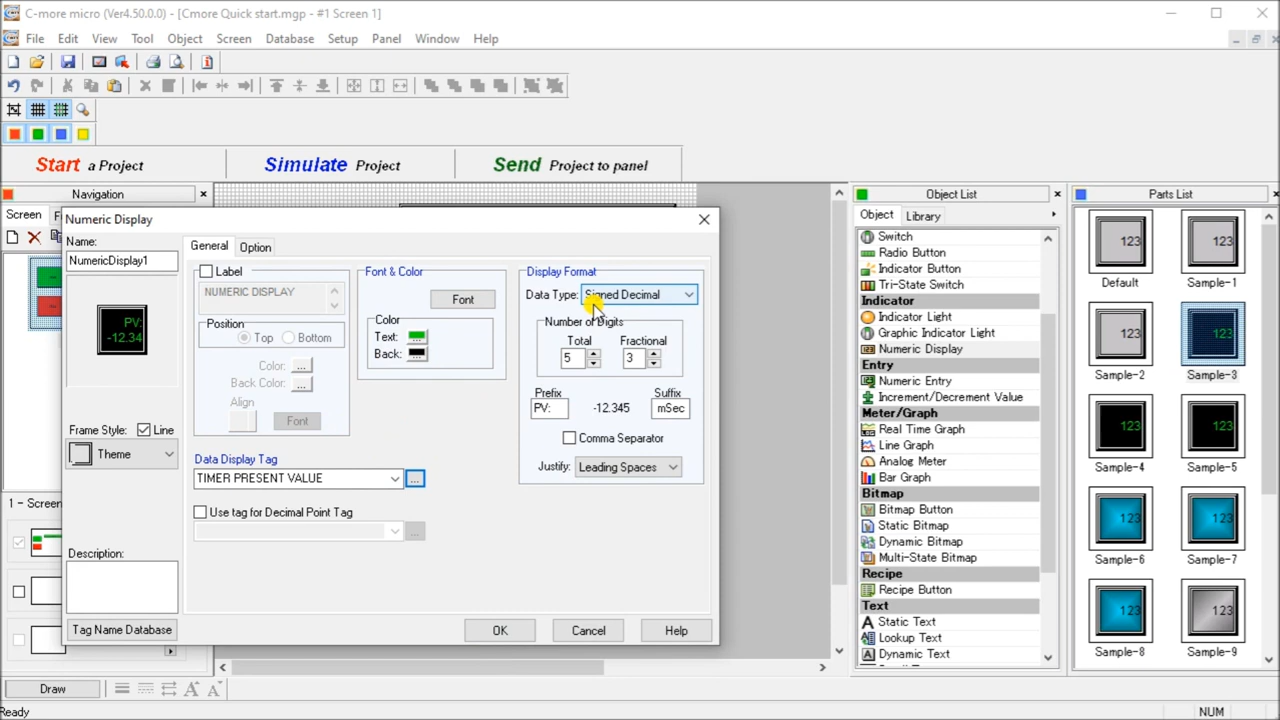 C-more micro (Ver4.50.0.0) - [Cmore Quick start.mgp - #1 Screen 1]
File Edit View Tool Object Screen Database Setup Panel Window Help
Start a Project
Simulate Project
Send Project to panel
Navigation
Screen
1 - Screen
Numeric Display
Name:
NumericDisplay1
PV:
-12.34
Frame Style: Line
Theme
Description:
Tag Name Database
General Option
Label
NUMERIC DISPLAY
Position
Top Bottom
Color: ...
Back Color: ...
Align
Font
Font & Color
Font
Color
Text:
Back:
Display Format
Data Type: Signed Decimal
Number of Digits
Total Fractional
5 3
Prefix Suffix
PV: -12.345 mSec
Comma Separator
Justify: Leading Spaces
Data Display Tag
TIMER PRESENT VALUE ...
Use tag for Decimal Point Tag
...
OK Cancel Help
Object List
Object Library
Switch
Radio Button
Indicator Button
Tri-State Switch
Indicator
Indicator Light
Graphic Indicator Light
Numeric Display
Entry
Numeric Entry
Increment/Decrement Value
Meter/Graph
Real Time Graph
Line Graph
Analog Meter
Bar Graph
Bitmap
Bitmap Button
Static Bitmap
Dynamic Bitmap
Multi-State Bitmap
Recipe
Recipe Button
Text
Static Text
Lookup Text
Dynamic Text
Parts List
123 123
Default Sample-1
123 123
Sample-2 Sample-3
123 123
Sample-4 Sample-5
123 123
Sample-6 Sample-7
123 123
Sample-8 Sample-9
Draw
A A
Ready
NUM